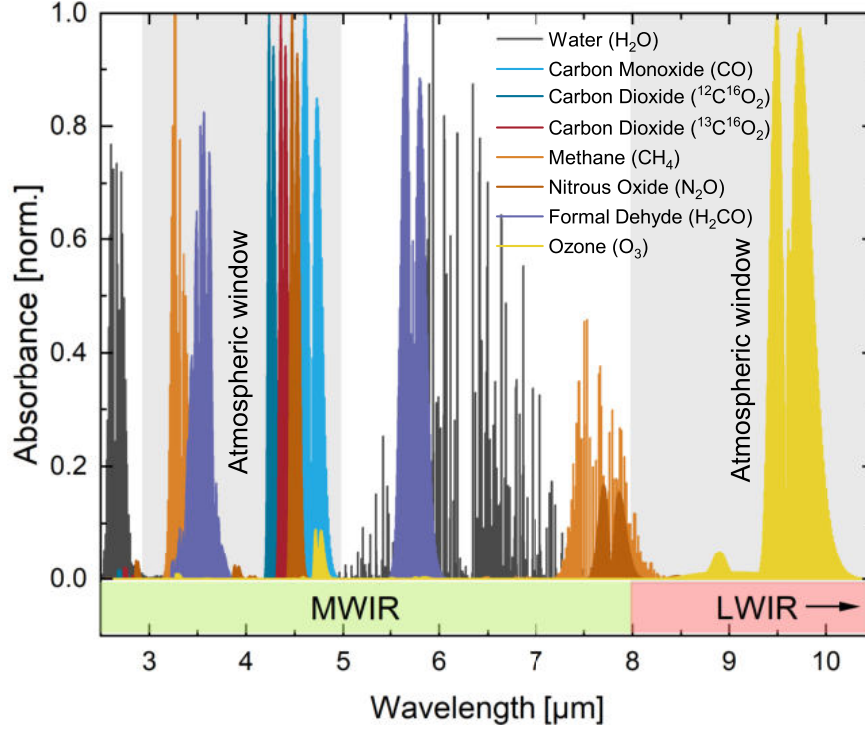 1.0
0.8
0.6
0.4
0.2
0.0
Absorbance [norm.]
Water (H₂O)
Carbon Monoxide (CO)
Carbon Dioxide (¹²C¹⁶O₂)
Carbon Dioxide (¹³C¹⁶O₂)
Methane (CH₄)
Nitrous Oxide (N₂O)
Formal Dehyde (H₂CO)
Ozone (O₃)
Atmospheric window
Atmospheric window
MWIR
LWIR
3 4 5 6 7 8 9 10
Wavelength [µm]